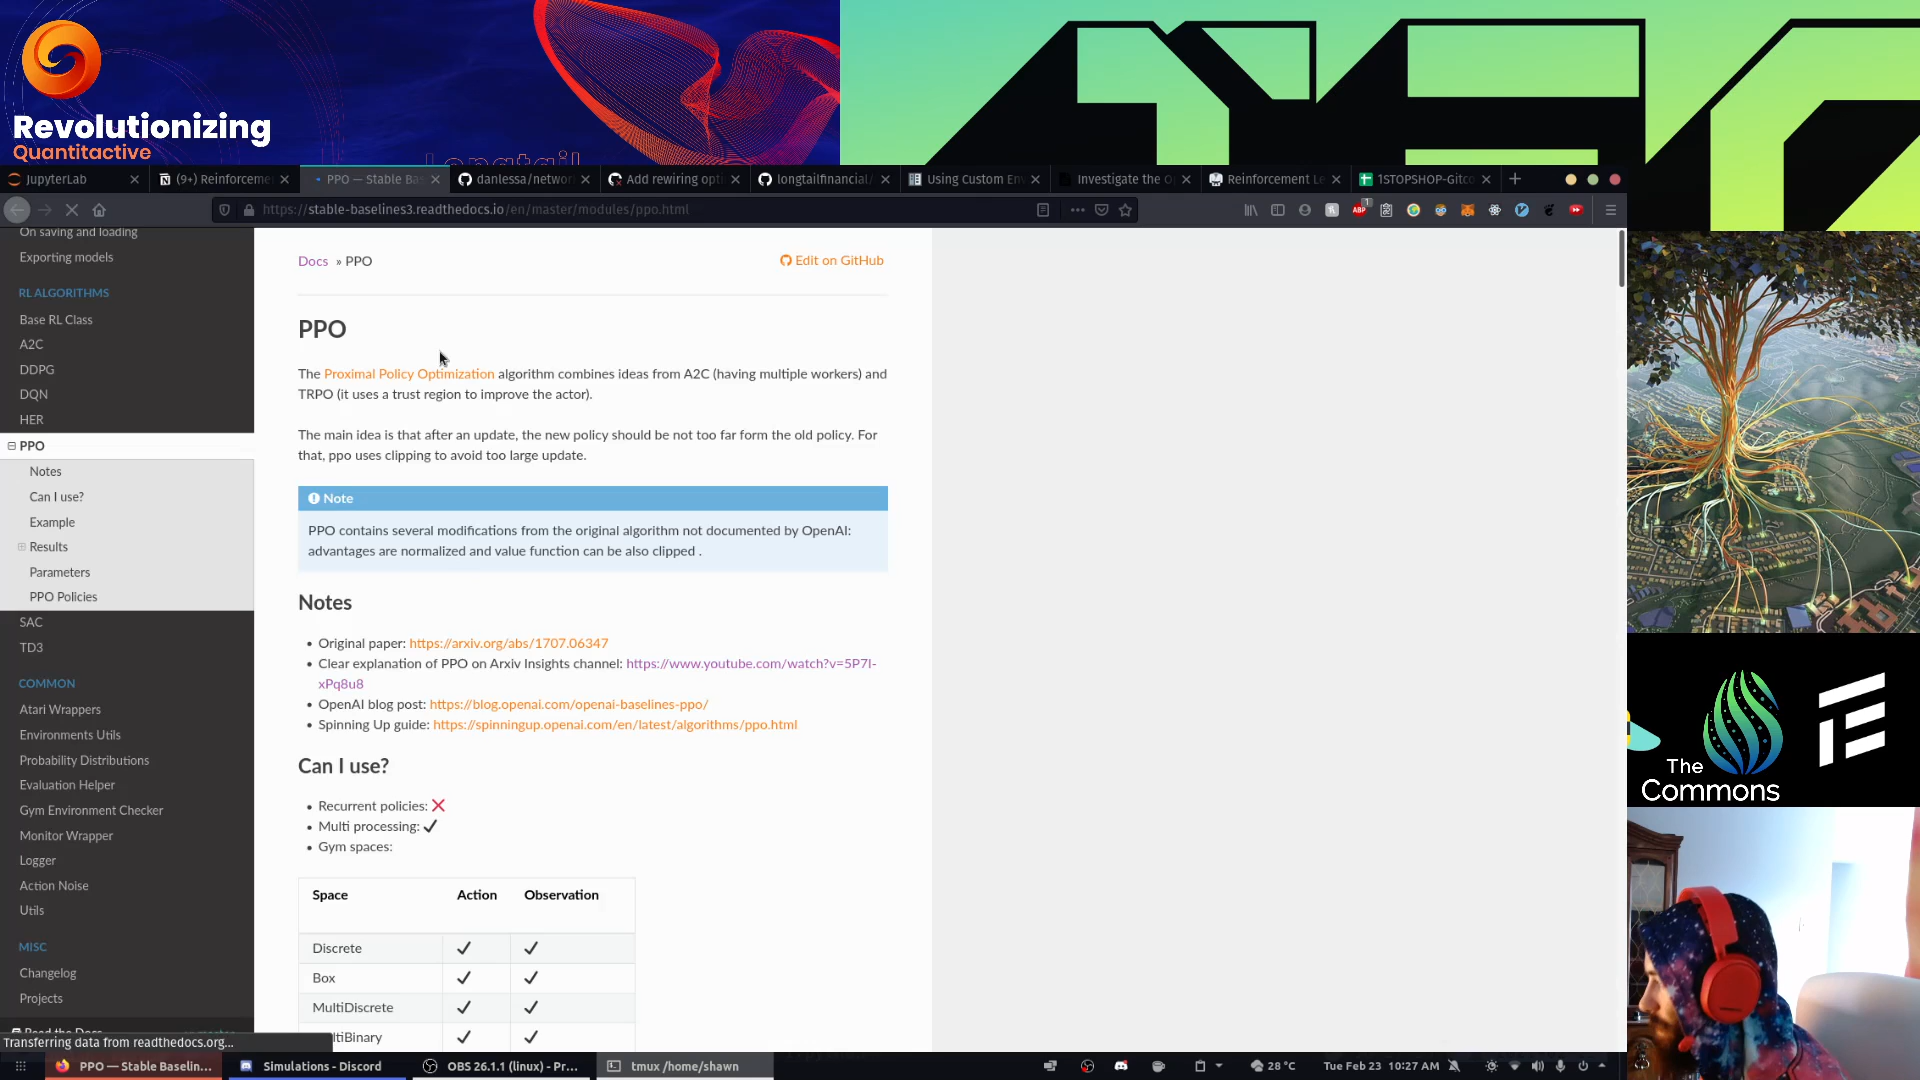 Revolutionizing
Quantitactive
Longtail
JupyterLab
(9+) Reinforceme
PPO — Stable Ba
danlessa/networ
Add rewiring opti
longtailfinancial/
Using Custom En
Investigate the O
Reinforcement Le
1STOPSHOP-Gitco
https://stable-baselines3.readthedocs.io/en/master/modules/ppo.html
ABP
1
On saving and loading
Exporting models
RL ALGORITHMS
Base RL Class
A2C
DDPG
DQN
HER
PPO
Notes
Can I use?
Example
Results
Parameters
PPO Policies
SAC
TD3
COMMON
Atari Wrappers
Environments Utils
Probability Distributions
Evaluation Helper
Gym Environment Checker
Monitor Wrapper
Logger
Action Noise
Utils
MISC
Changelog
Projects
Read the Docs
Transferring data from readthedocs.org...
Docs » PPO
Edit on GitHub
PPO
The Proximal Policy Optimization algorithm combines ideas from A2C (having multiple workers) and
TRPO (it uses a trust region to improve the actor).
The main idea is that after an update, the new policy should be not too far form the old policy. For
that, ppo uses clipping to avoid too large update.
Note
PPO contains several modifications from the original algorithm not documented by OpenAI:
advantages are normalized and value function can be also clipped .
Notes
• Original paper: https://arxiv.org/abs/1707.06347
• Clear explanation of PPO on Arxiv Insights channel: https://www.youtube.com/watch?v=5P7I-
xPq8u8
• OpenAI blog post: https://blog.openai.com/openai-baselines-ppo/
• Spinning Up guide: https://spinningup.openai.com/en/latest/algorithms/ppo.html
Can I use?
• Recurrent policies: ❌
• Multi processing: ✔
• Gym spaces:
Space Action Observation
Discrete ✔ ✔
Box ✔ ✔
MultiDiscrete ✔ ✔
tiBinary ✔ ✔
The
Commons
PPO — Stable Baselin...
Simulations - Discord
OBS 26.1.1 (linux) - Pr...
tmux /home/shawn
28 °C
Tue Feb 23 10:27 AM